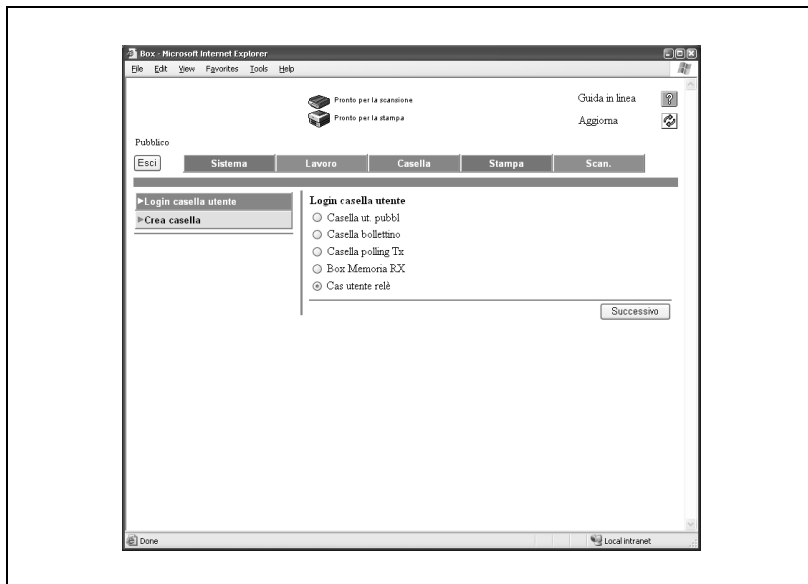 Box - Microsoft Internet Explorer
File Edit View Favorites Tools Help
Pronto per la scansione
Guida in linea ?
Pronto per la stampa
Aggiorna
Pubblico
Esci Sistema Lavoro Casella Stampa Scan.
Login casella utente
Crea casella
Login casella utente
Casella ut. pubbl
Casella bollettino
Casella polling Tx
Box Memoria RX
Cas utente relè
Successivo
Done Local intranet